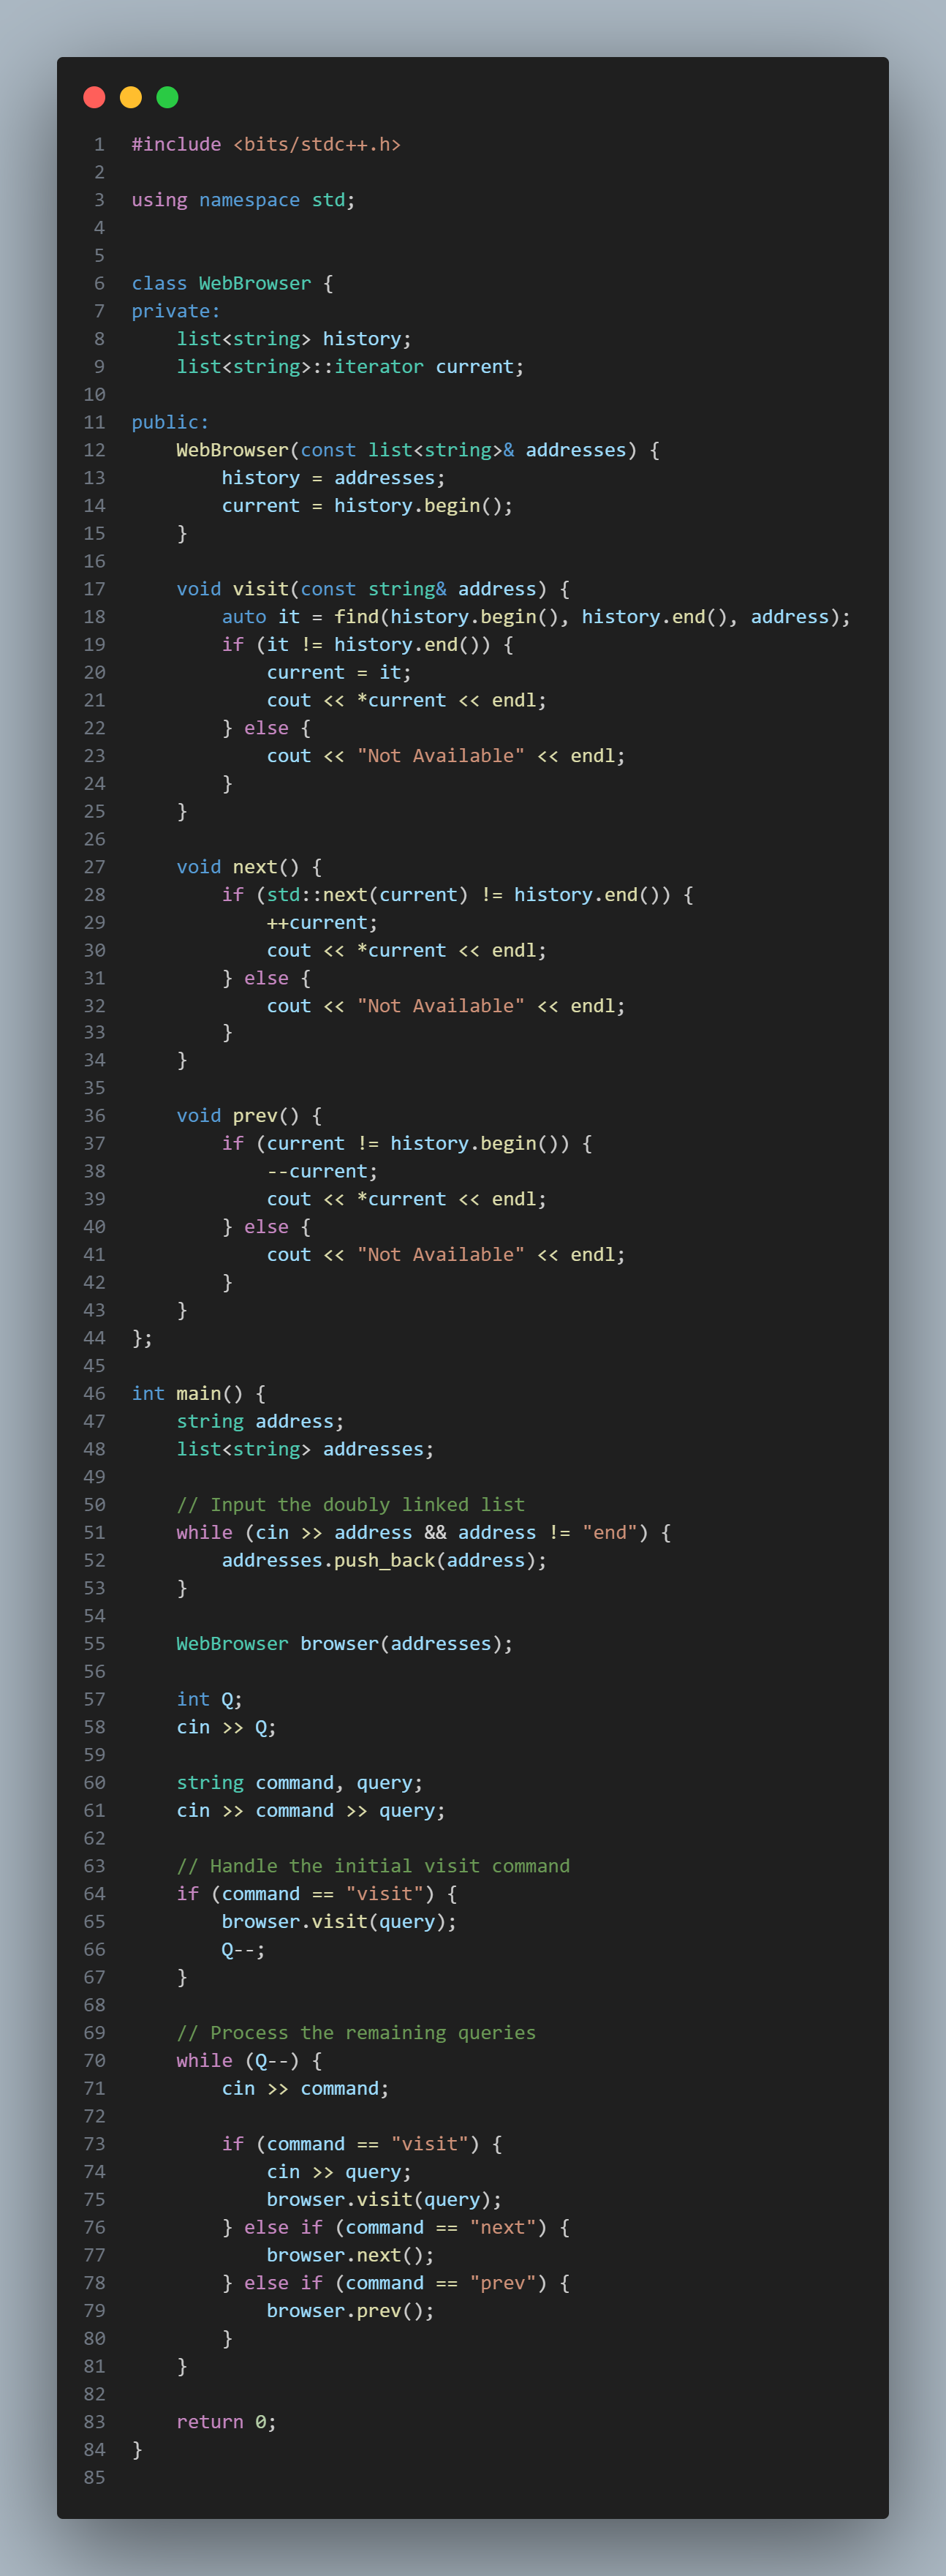 1 #include <bits/stdc++.h>
2
3 using namespace std;
4
5
6 class WebBrowser {
7 private:
8     list<string> history;
9     list<string>::iterator current;
10
11 public:
12     WebBrowser(const list<string>& addresses) {
13         history = addresses;
14         current = history.begin();
15     }
16
17     void visit(const string& address) {
18         auto it = find(history.begin(), history.end(), address);
19         if (it != history.end()) {
20             current = it;
21             cout << *current << endl;
22         } else {
23             cout << "Not Available" << endl;
24         }
25     }
26
27     void next() {
28         if (std::next(current) != history.end()) {
29             ++current;
30             cout << *current << endl;
31         } else {
32             cout << "Not Available" << endl;
33         }
34     }
35
36     void prev() {
37         if (current != history.begin()) {
38             --current;
39             cout << *current << endl;
40         } else {
41             cout << "Not Available" << endl;
42         }
43     }
44 };
45
46 int main() {
47     string address;
48     list<string> addresses;
49
50     // Input the doubly linked list
51     while (cin >> address && address != "end") {
52         addresses.push_back(address);
53     }
54
55     WebBrowser browser(addresses);
56
57     int Q;
58     cin >> Q;
59
60     string command, query;
61     cin >> command >> query;
62
63     // Handle the initial visit command
64     if (command == "visit") {
65         browser.visit(query);
66         Q--;
67     }
68
69     // Process the remaining queries
70     while (Q--) {
71         cin >> command;
72
73         if (command == "visit") {
74             cin >> query;
75             browser.visit(query);
76         } else if (command == "next") {
77             browser.next();
78         } else if (command == "prev") {
79             browser.prev();
80         }
81     }
82
83     return 0;
84 }
85